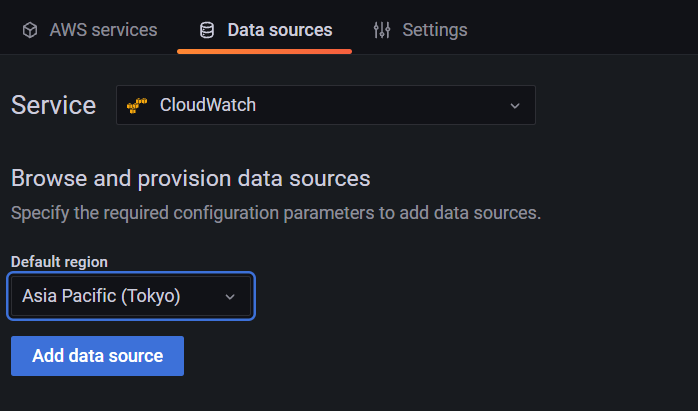 AWS services Data sources Settings
Service CloudWatch
Browse and provision data sources
Specify the required configuration parameters to add data sources.
Default region
Asia Pacific (Tokyo)
Add data source